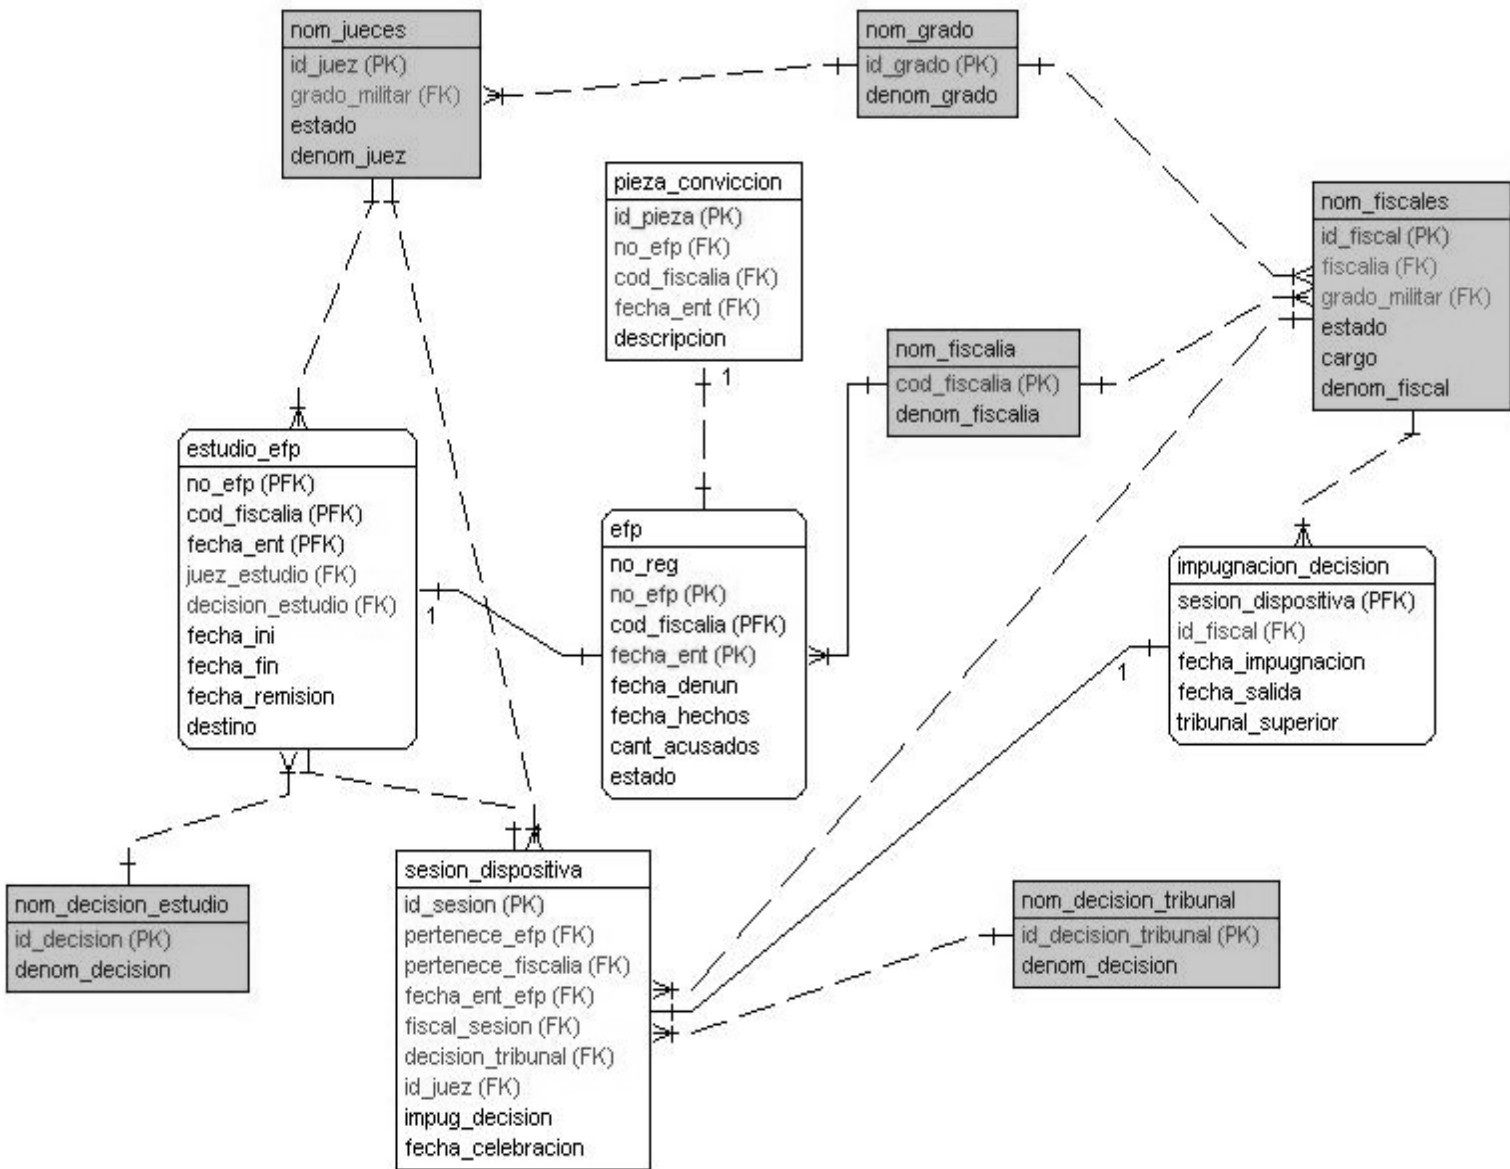 nom_jueces
id_juez (PK)
grado_militar (FK)
estado
denom_juez
nom_grado
id_grado (PK)
denom_grado
pieza_conviccion
id_pieza (PK)
no_efp (FK)
cod_fiscalia (FK)
fecha_ent (FK)
descripcion
1
nom_fiscales
id_fiscal (PK)
fiscalia (FK)
grado_militar (FK)
estado
cargo
denom_fiscal
nom_fiscalia
cod_fiscalia (PK)
denom_fiscalia
estudio_efp
no_efp (PFK)
cod_fiscalia (PFK)
fecha_ent (PFK)
juez_estudio (FK)
decision_estudio (FK)
fecha_ini
fecha_fin
fecha_remision
destino
1
efp
no_reg
no_efp (PK)
cod_fiscalia (PFK)
fecha_ent (PK)
fecha_denun
fecha_hechos
cant_acusados
estado
impugnacion_decision
sesion_dispositiva (PFK)
id_fiscal (FK)
fecha_impugnacion
fecha_salida
tribunal_superior
1
nom_decision_estudio
id_decision (PK)
denom_decision
sesion_dispositiva
id_sesion (PK)
pertenece_efp (FK)
pertenece_fiscalia (FK)
fecha_ent_efp (FK)
fiscal_sesion (FK)
decision_tribunal (FK)
id_juez (FK)
impug_decision
fecha_celebracion
nom_decision_tribunal
id_decision_tribunal (PK)
denom_decision